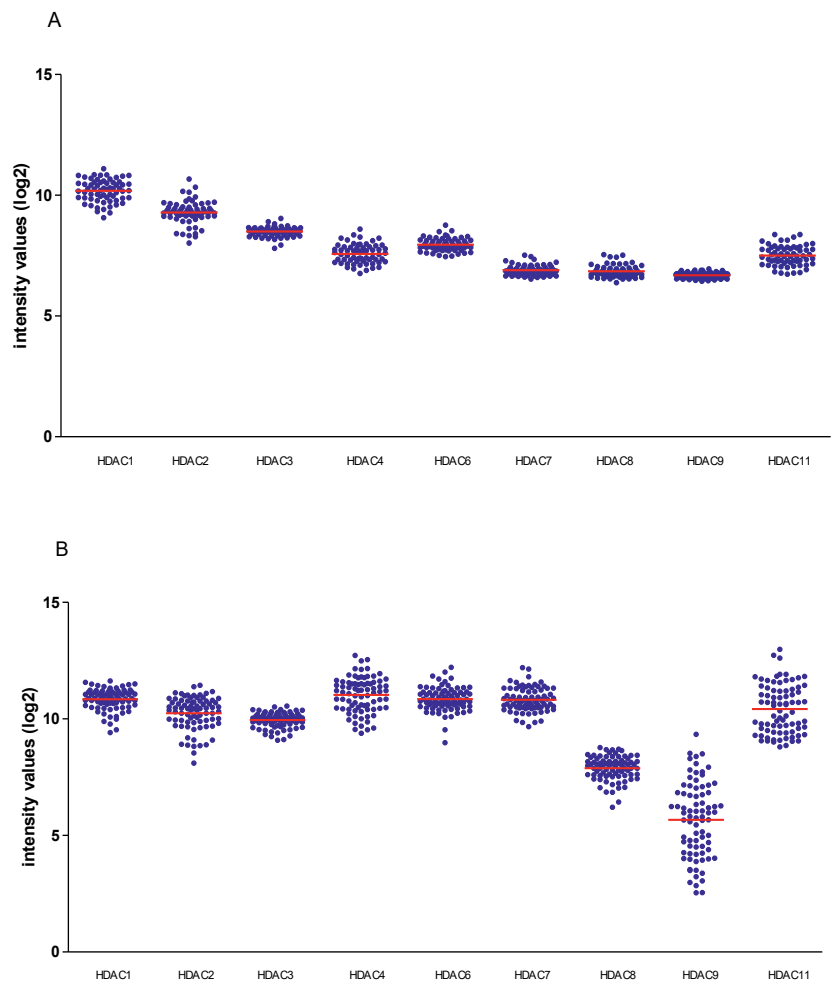 A
15
10
5
0
intensity values (log2)
HDAC1 HDAC2 HDAC3 HDAC4 HDAC6 HDAC7 HDAC8 HDAC9 HDAC11
B
15
10
5
0
intensity values (log2)
HDAC1 HDAC2 HDAC3 HDAC4 HDAC6 HDAC7 HDAC8 HDAC9 HDAC11